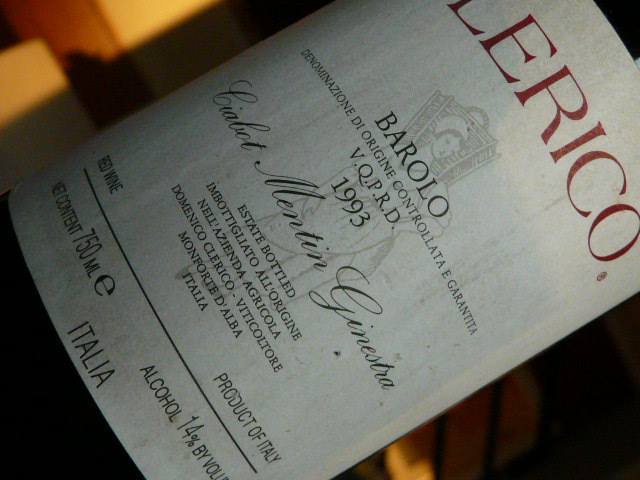 LERICO®
DENOMINAZIONE DI ORIGINE CONTROLLATA E GARANTITA
BAROLO
V.Q.P.R.D.
1993
Ciabot Mentin Ginestra
ESTATE BOTTLED
IMBOTTIGLIATO ALL'ORIGINE
NELL'AZIENDA AGRICOLA
DOMENICO CLERICO - VITICOLTORE
MONFORTE D'ALBA
ITALIA
RED WINE
PRODUCT OF ITALY
NET CONTENT 750 ML e
ALCOHOL 14% BY VOL
ITALIA